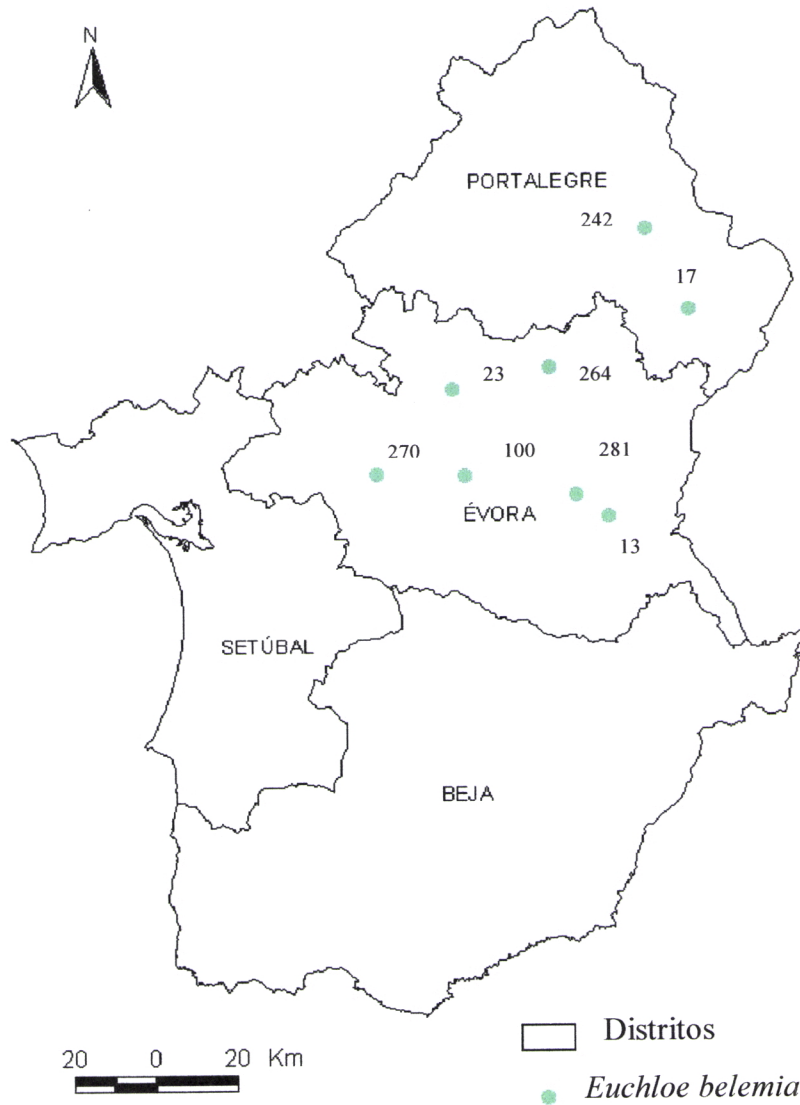 N
PORTALEGRE
242
17
23
264
270
100
281
ÉVORA
13
SETÚBAL
BEJA
Distritos
20 0 20 Km
Euchloe belemia